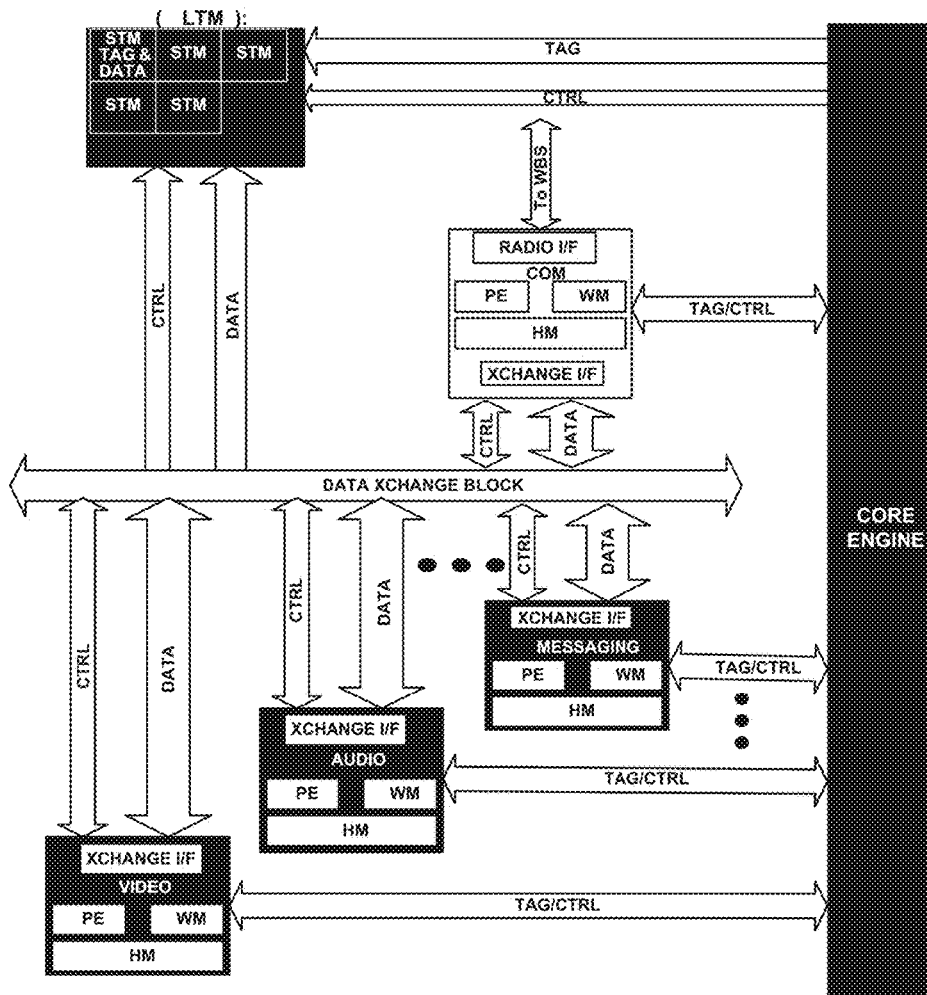 ( LTM ):
STM
TAG &
DATA
STM
STM
STM
STM
TAG
CTRL
To WBS
RADIO I/F
COM
PE
WM
HM
XCHANGE I/F
TAG/CTRL
CTRL
DATA
CTRL
DATA
DATA XCHANGE BLOCK
CORE
ENGINE
CTRL
DATA
CTRL
DATA
CTRL
DATA
XCHANGE I/F
MESSAGING
PE
WM
HM
TAG/CTRL
XCHANGE I/F
AUDIO
PE
WM
HM
TAG/CTRL
XCHANGE I/F
VIDEO
PE
WM
HM
TAG/CTRL